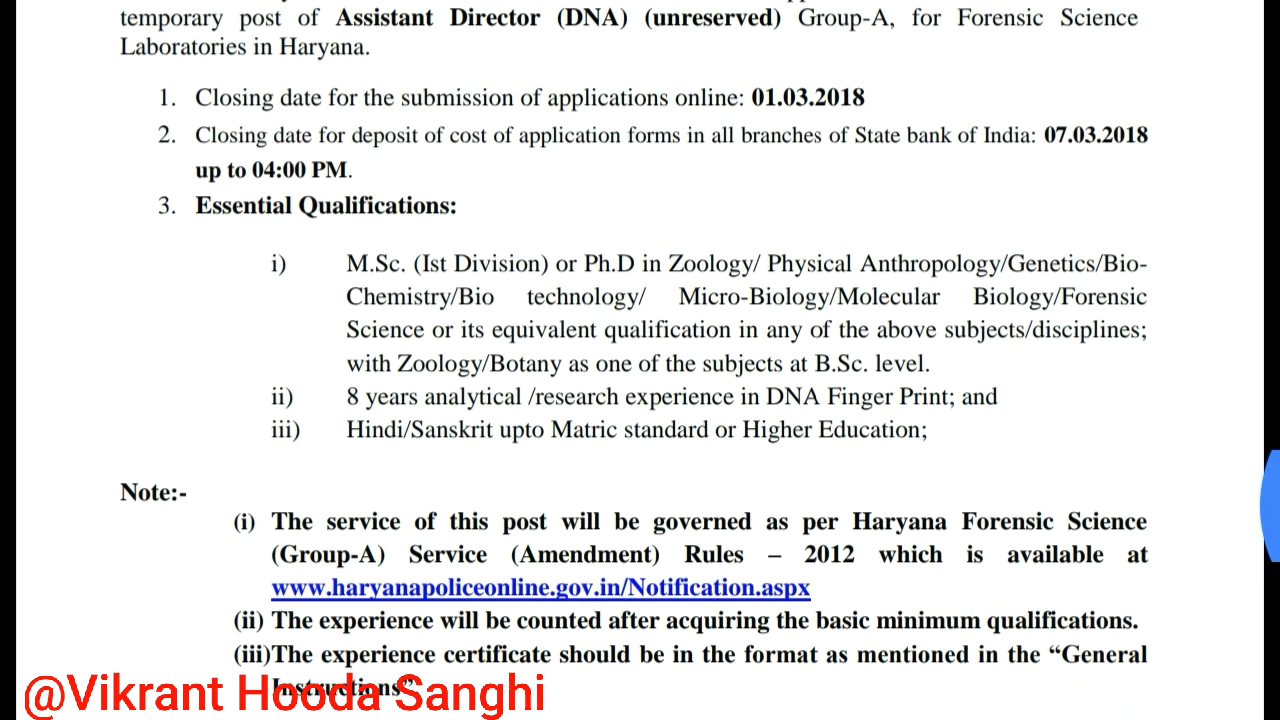 temporary post of Assistant Director (DNA) (unreserved) Group-A, for Forensic Science
Laboratories in Haryana.
1. Closing date for the submission of applications online: 01.03.2018
2. Closing date for deposit of cost of application forms in all branches of State bank of India: 07.03.2018
up to 04:00 PM.
3. Essential Qualifications:
i) M.Sc. (Ist Division) or Ph.D in Zoology/ Physical Anthropology/Genetics/Bio-
Chemistry/Bio technology/ Micro-Biology/Molecular Biology/Forensic
Science or its equivalent qualification in any of the above subjects/disciplines;
with Zoology/Botany as one of the subjects at B.Sc. level.
ii) 8 years analytical /research experience in DNA Finger Print; and
iii) Hindi/Sanskrit upto Matric standard or Higher Education;
Note:-
(i) The service of this post will be governed as per Haryana Forensic Science
(Group-A) Service (Amendment) Rules – 2012 which is available at
www.haryanapoliceonline.gov.in/Notification.aspx
(ii) The experience will be counted after acquiring the basic minimum qualifications.
(iii)The experience certificate should be in the format as mentioned in the “General
Instructions”
@Vikrant Hooda Sanghi